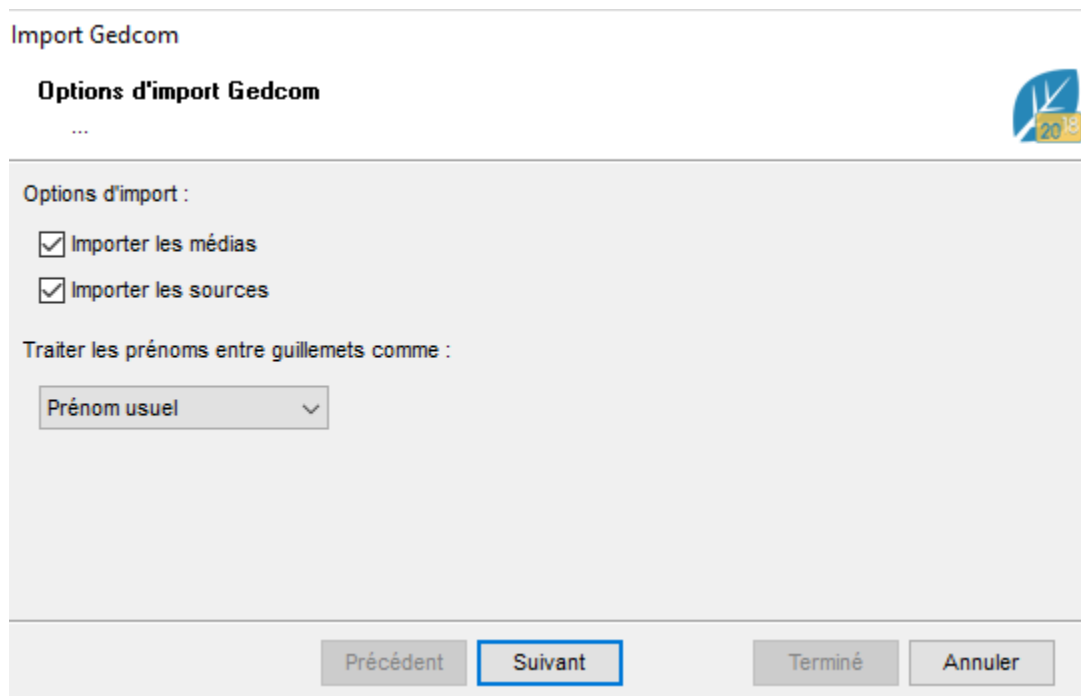 Import Gedcom
Options d'import Gedcom
...
2018
Options d'import :
Importer les médias
Importer les sources
Traiter les prénoms entre guillemets comme :
Prénom usuel
Précédent Suivant Terminé Annuler